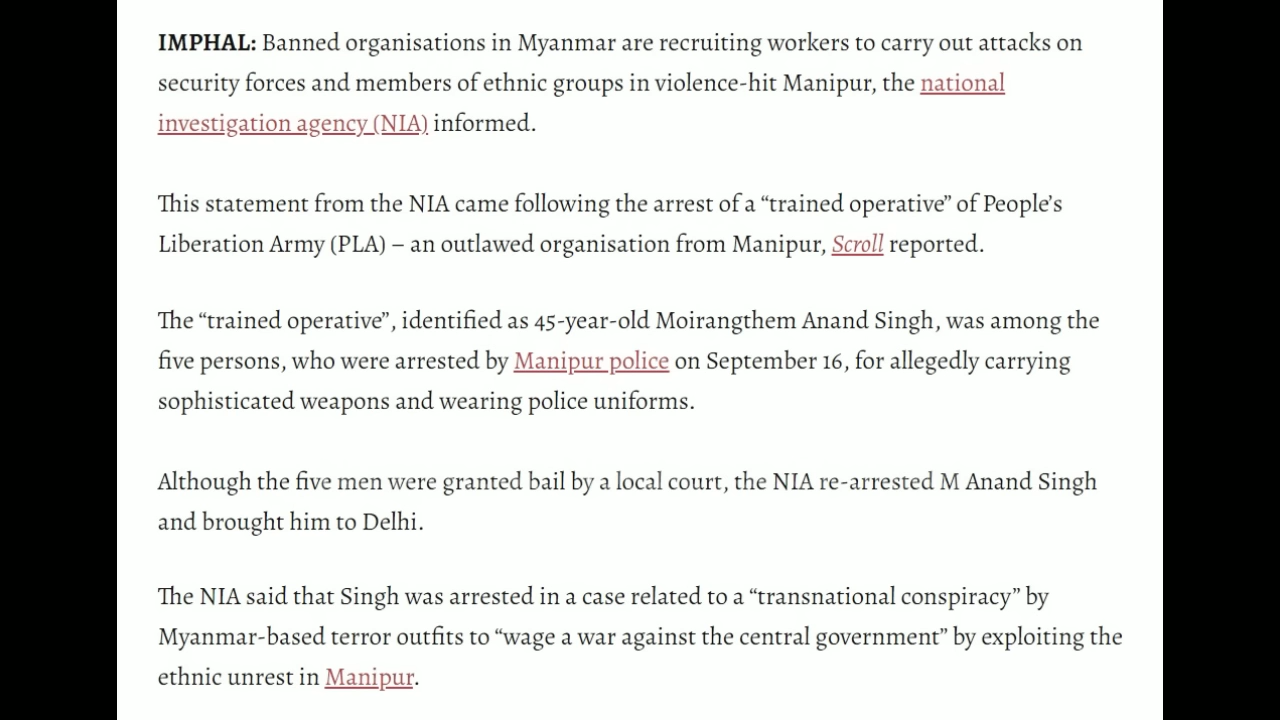 IMPHAL: Banned organisations in Myanmar are recruiting workers to carry out attacks on
security forces and members of ethnic groups in violence-hit Manipur, the national
investigation agency (NIA) informed.
This statement from the NIA came following the arrest of a “trained operative” of People’s
Liberation Army (PLA) – an outlawed organisation from Manipur, Scroll reported.
The “trained operative”, identified as 45-year-old Moirangthem Anand Singh, was among the
five persons, who were arrested by Manipur police on September 16, for allegedly carrying
sophisticated weapons and wearing police uniforms.
Although the five men were granted bail by a local court, the NIA re-arrested M Anand Singh
and brought him to Delhi.
The NIA said that Singh was arrested in a case related to a “transnational conspiracy” by
Myanmar-based terror outfits to “wage a war against the central government” by exploiting the
ethnic unrest in Manipur.